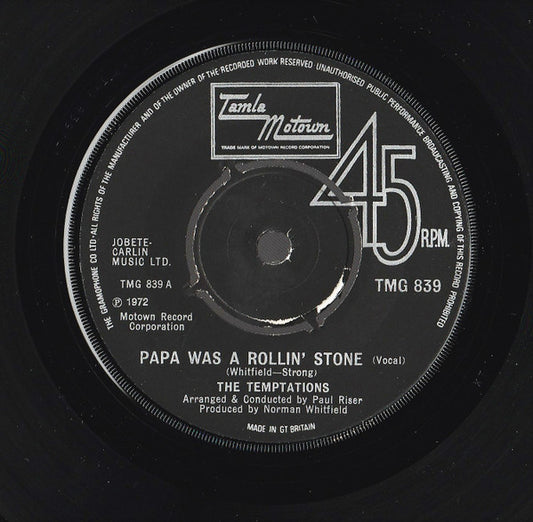 THE GRAMOPHONE CO LTD·ALL RIGHTS OF THE MANUFACTURER AND OF THE OWNER OF THE RECORDED WORK RESERVED·UNAUTHORISED PUBLIC PERFORMANCE BROADCASTING AND COPYING OF THIS RECORD PROHIBITED
Tamla
Motown
TRADE MARK OF MOTOWN RECORD CORPORATION
45
R.P.M.
JOBETE-
CARLIN
MUSIC LTD.
TMG 839 A
℗ 1972
Motown Record
Corporation
TMG 839
PAPA WAS A ROLLIN' STONE (Vocal)
(Whitfield—Strong)
THE TEMPTATIONS
Arranged & Conducted by Paul Riser
Produced by Norman Whitfield
MADE IN GT BRITAIN